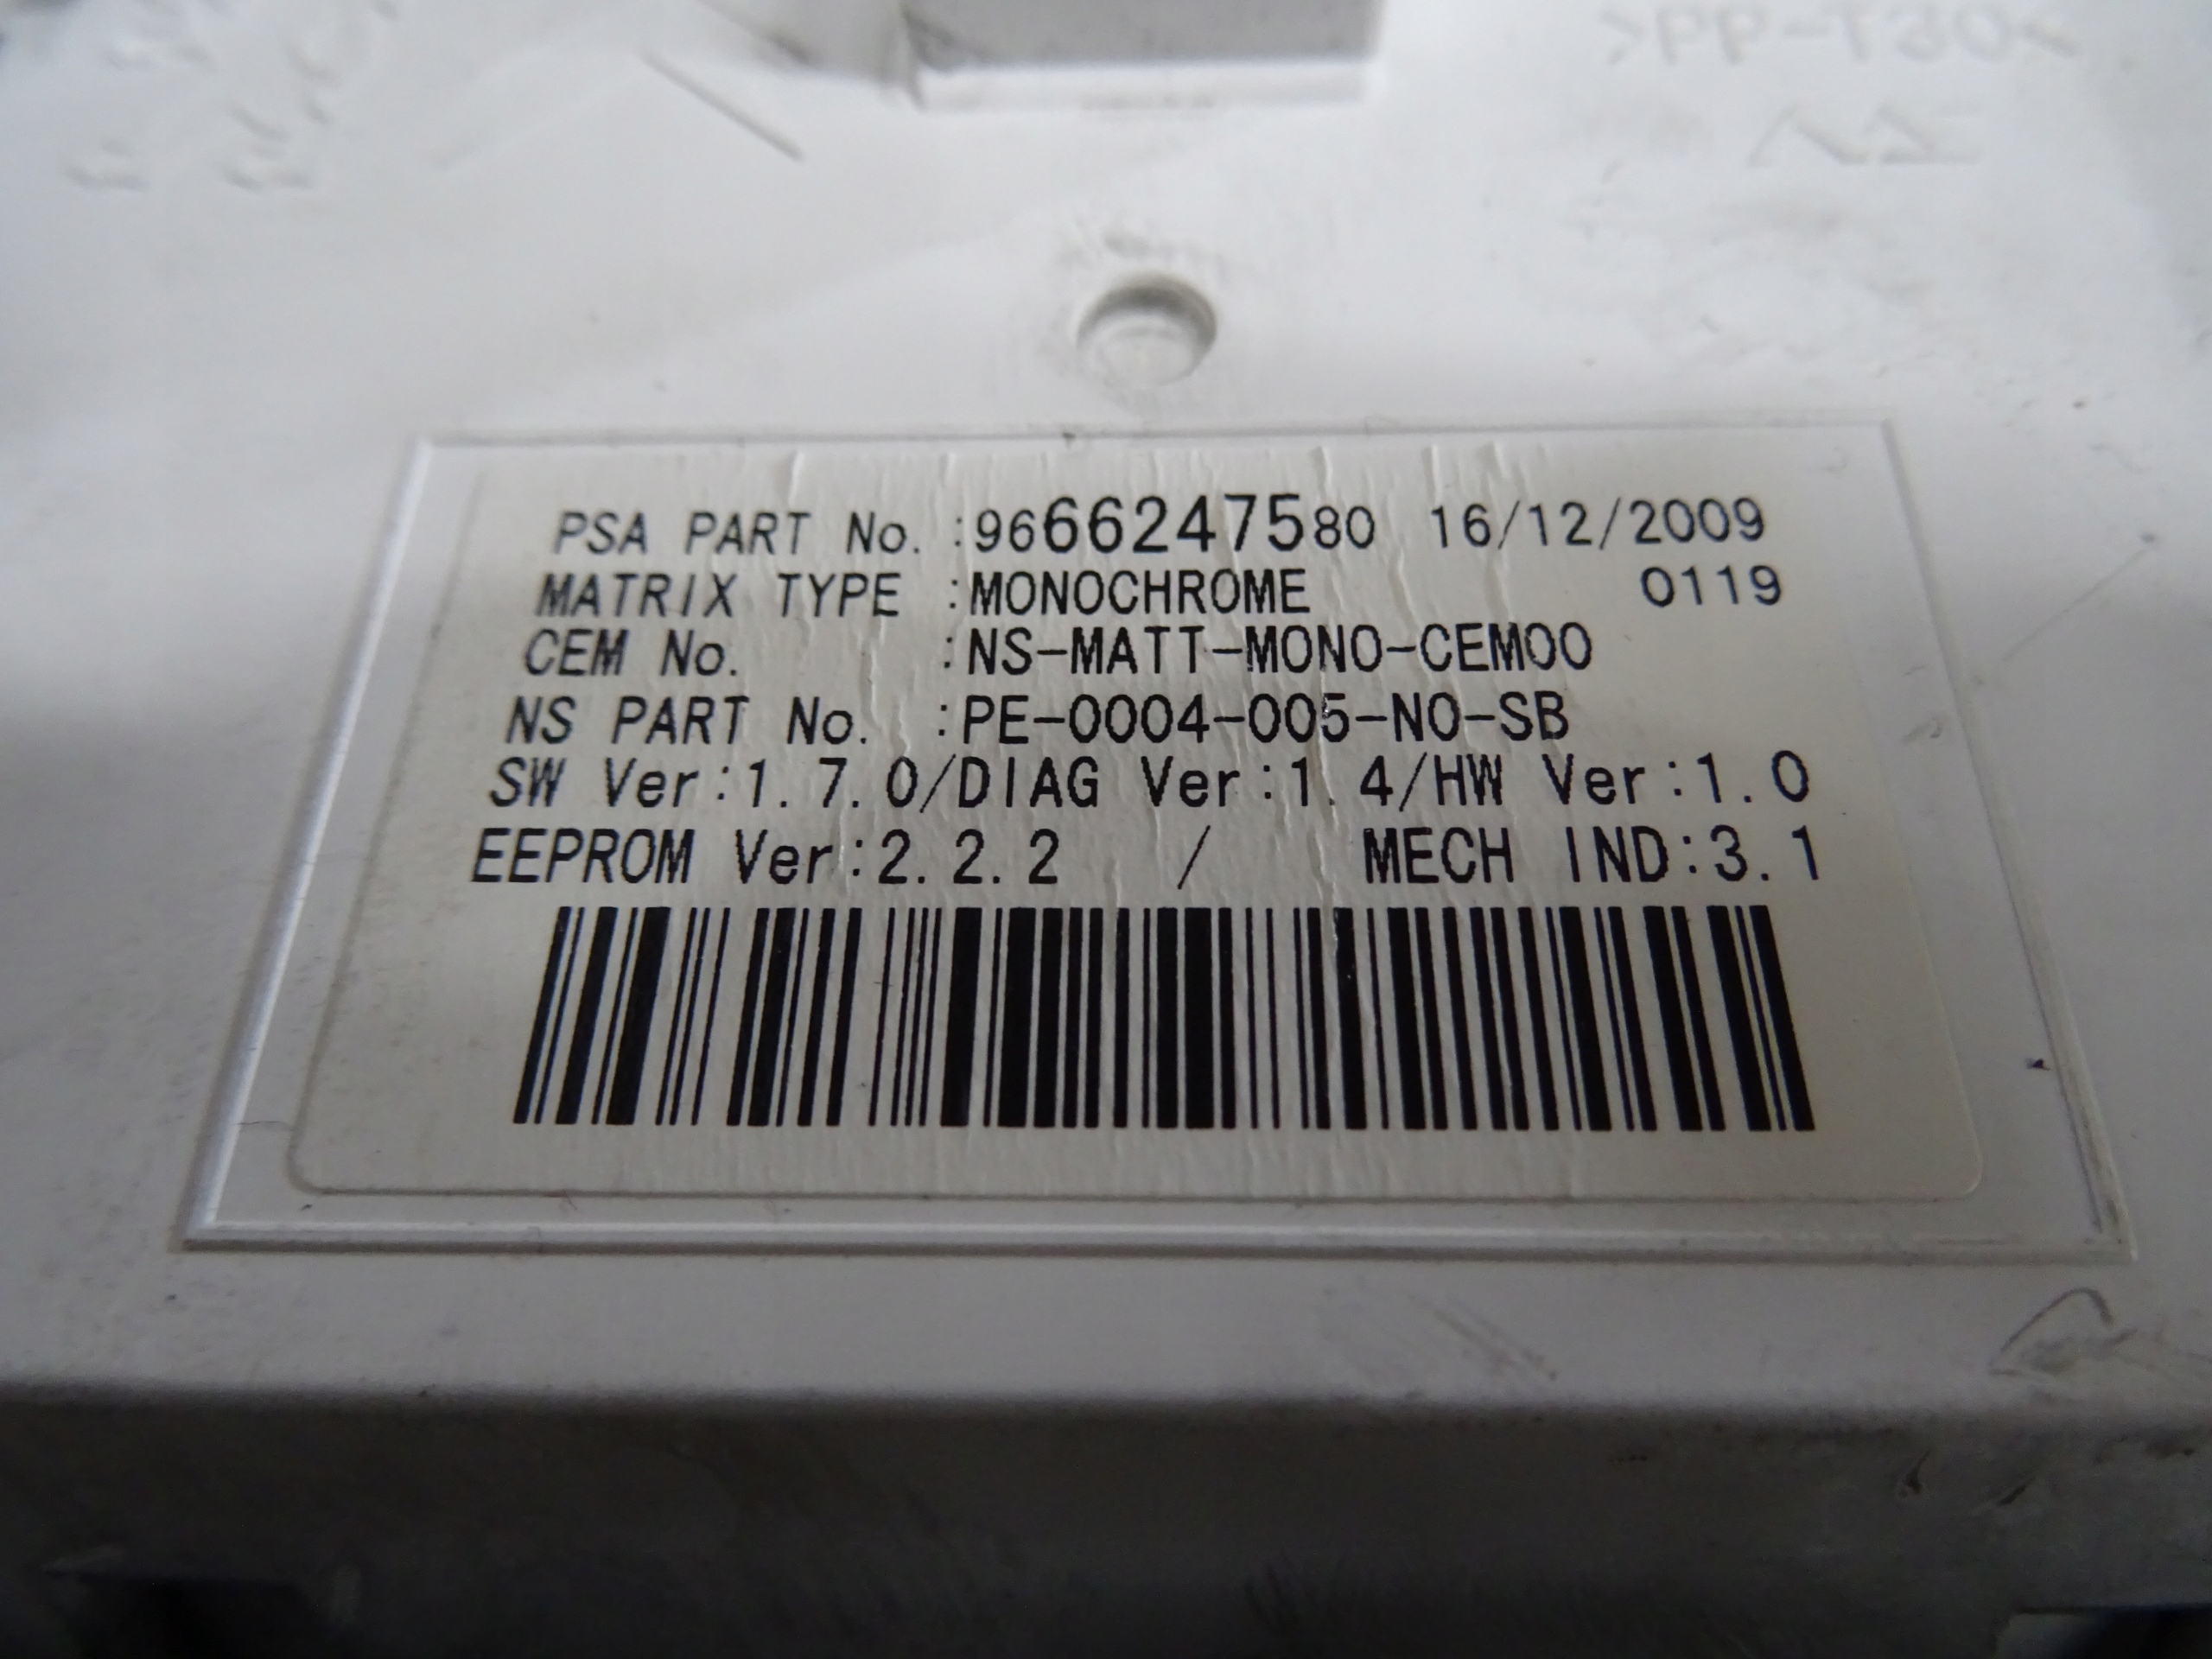 PSA PART No. :9666247580 16/12/2009
MATRIX TYPE :MONOCHROME 0119
CEM No. :NS-MATT-MONO-CEM00
NS PART No. :PE-0004-005-NO-SB
SW Ver:1.7.0/DIAG Ver:1.4/HW Ver:1.0
EEPROM Ver:2.2.2 / MECH IND:3.1